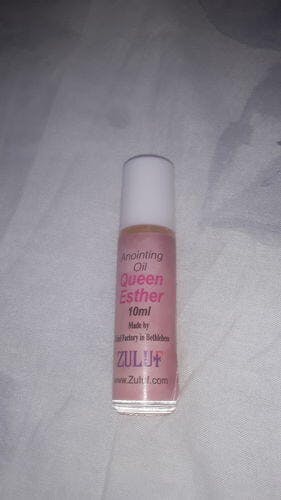 Anointing
Oil
Queen
Esther
10ml
Made by
Factory in Bethlehem
ZULUF
www.Zuluf.com